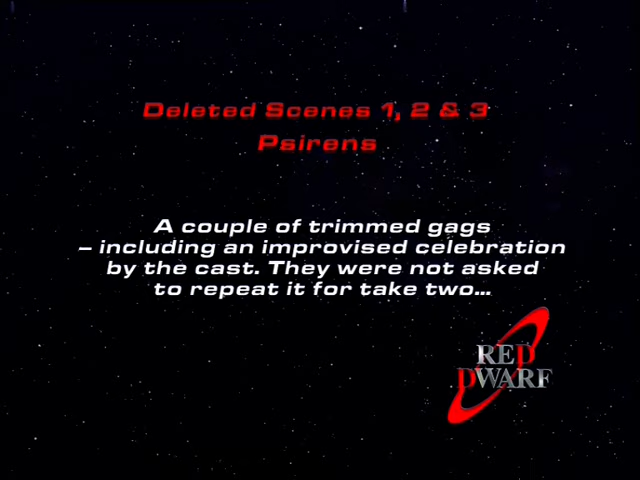 Deleted Scenes 1, 2 & 3
Psirens
A couple of trimmed gags
– including an improvised celebration
by the cast. They were not asked
to repeat it for take two...
RED
DWARF